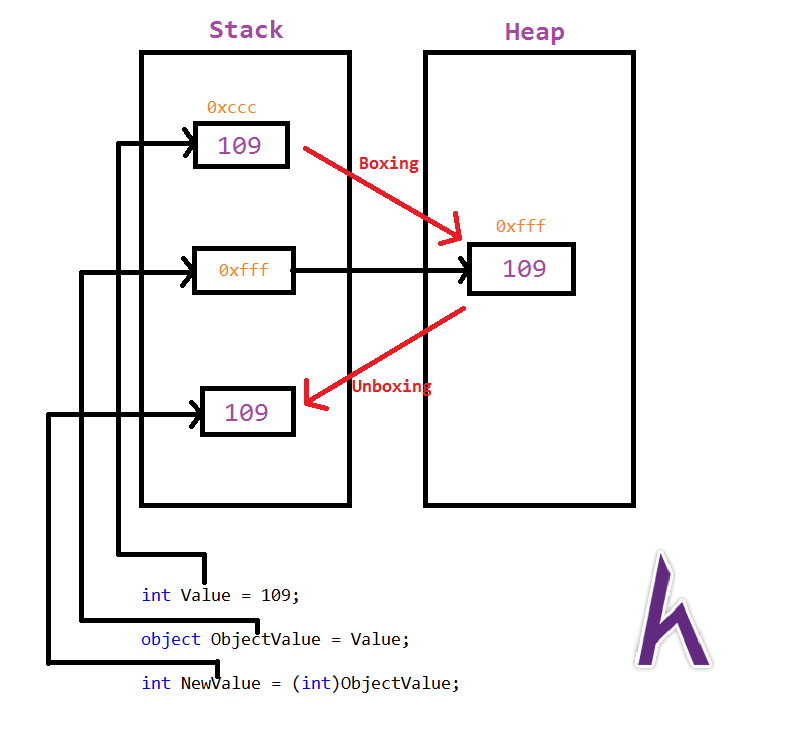 Stack
Heap
0xccc
109
Boxing
0xfff
0xfff
109
Unboxing
109
int Value = 109;
object ObjectValue = Value;
int NewValue = (int)ObjectValue;